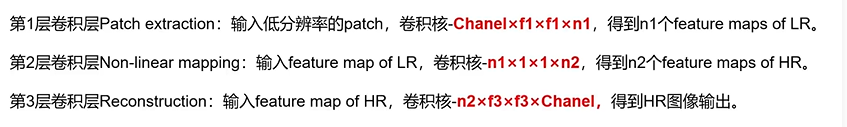 第1层卷积层Patch extraction：输入低分辨率的patch，卷积核-Chanel×f1×f1×n1，得到n1个feature maps of LR。
第2层卷积层Non-linear mapping：输入feature map of LR，卷积核-n1×1×1×n2，得到n2个feature maps of HR。
第3层卷积层Reconstruction：输入feature map of HR，卷积核-n2×f3×f3×Chanel，得到HR图像输出。